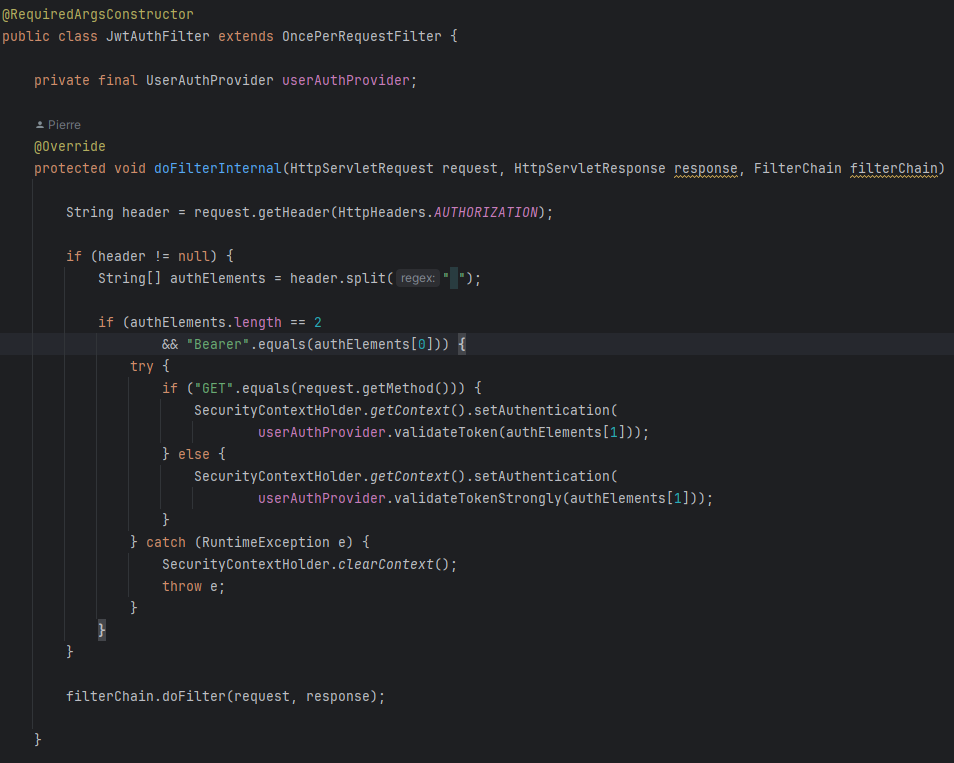 @RequiredArgsConstructor
public class JwtAuthFilter extends OncePerRequestFilter {
private final UserAuthProvider userAuthProvider;
Pierre
@Override
protected void doFilterInternal(HttpServletRequest request, HttpServletResponse response, FilterChain filterChain)
String header = request.getHeader(HttpHeaders.AUTHORIZATION);
if (header != null) {
String[] authElements = header.split( regex: " ");
if (authElements.length == 2
&& "Bearer".equals(authElements[0])) {
try {
if ("GET".equals(request.getMethod())) {
SecurityContextHolder.getContext().setAuthentication(
userAuthProvider.validateToken(authElements[1]));
} else {
SecurityContextHolder.getContext().setAuthentication(
userAuthProvider.validateTokenStrongly(authElements[1]));
}
} catch (RuntimeException e) {
SecurityContextHolder.clearContext();
throw e;
}
}
}
filterChain.doFilter(request, response);
}